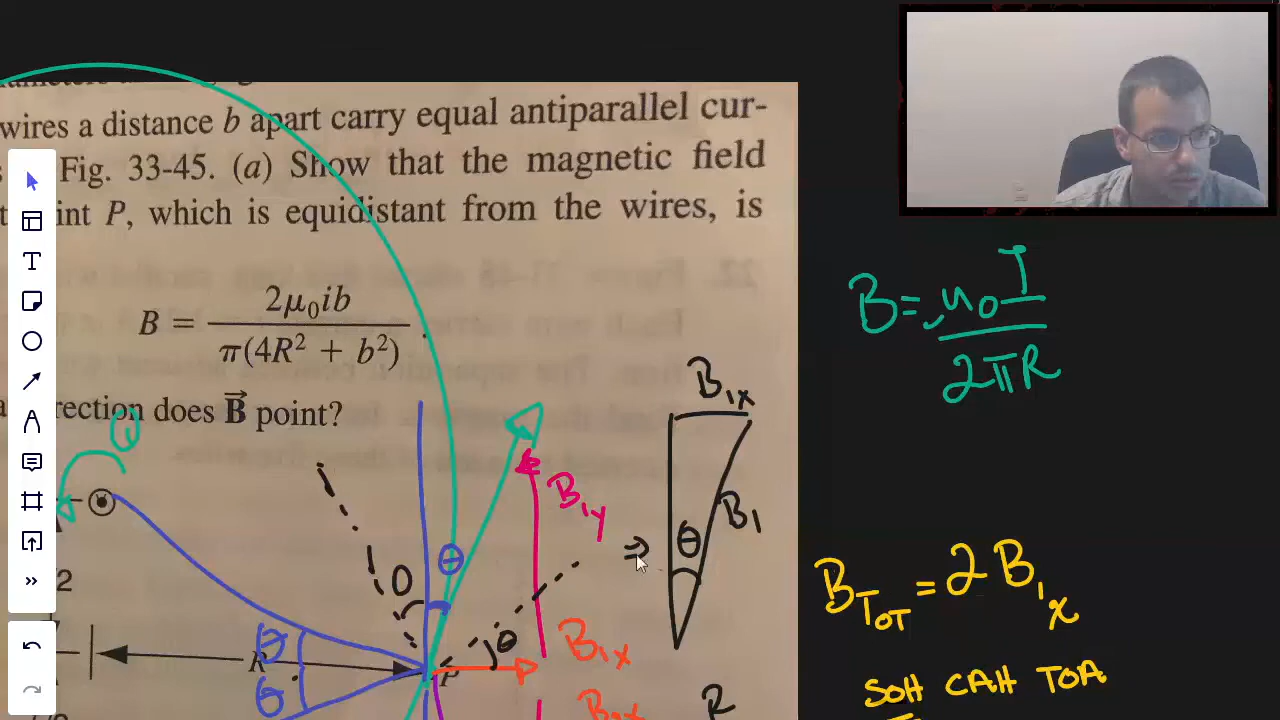 wires a distance b apart carry equal antiparallel cur-
Fig. 33-45. (a) Show that the magnetic field
int P, which is equidistant from the wires, is
B = 2μ₀ib / π(4R² + b²) .
rection does B⃗ point?
B = μ₀I / 2πR
B₁ₓ
B₁
θ
⇒
B₁y
θ
θ
θ
B₁ₓ
1
/2
R
P
θ
θ
R
B_TOT = 2B₁ₓ
SOH CAH TOA
T